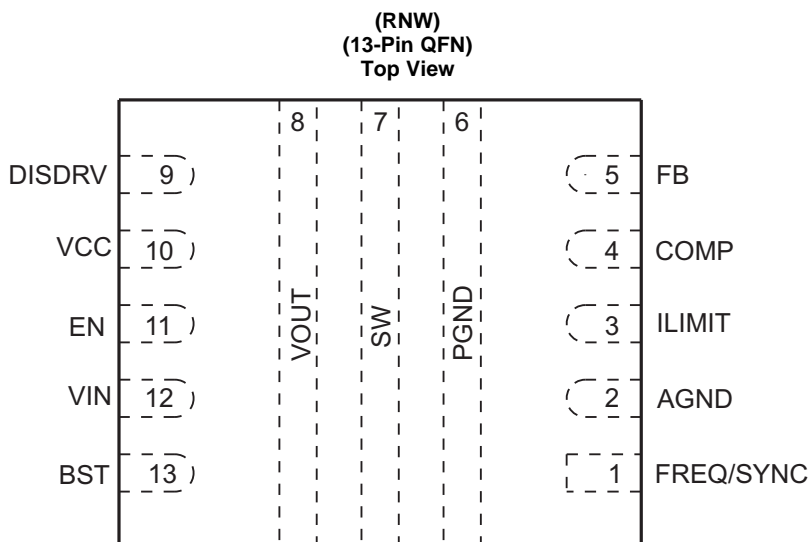 (RNW)
(13-Pin QFN)
Top View
8 7 6
DISDRV 9 5 FB
VCC 10 4 COMP
EN 11 3 ILIMIT
VOUT
SW
PGND
VIN 12 2 AGND
BST 13 1 FREQ/SYNC